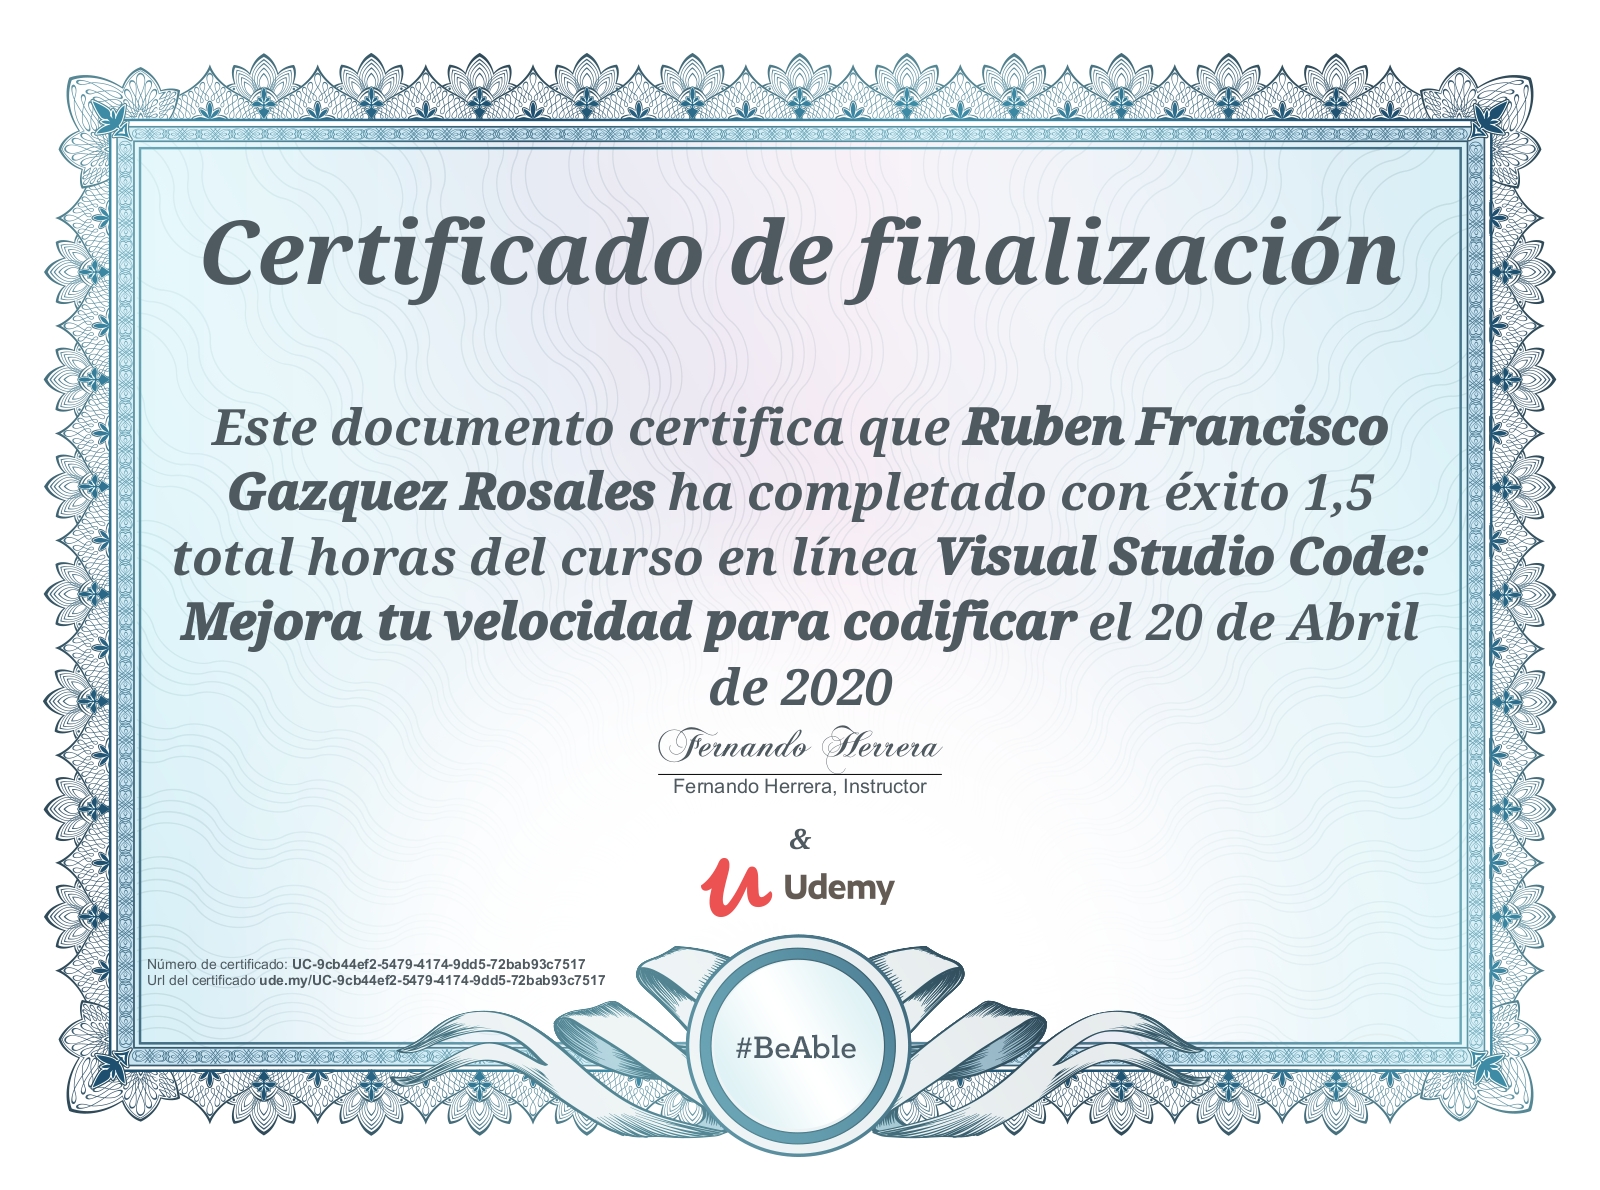 Certificado de finalización
Este documento certifica que Ruben Francisco
Gazquez Rosales ha completado con éxito 1,5
total horas del curso en línea Visual Studio Code:
Mejora tu velocidad para codificar el 20 de Abril
de 2020
Fernando Herrera
Fernando Herrera, Instructor
&
Udemy
Número de certificado: UC-9cb44ef2-5479-4174-9dd5-72bab93c7517
Url del certificado ude.my/UC-9cb44ef2-5479-4174-9dd5-72bab93c7517
#BeAble